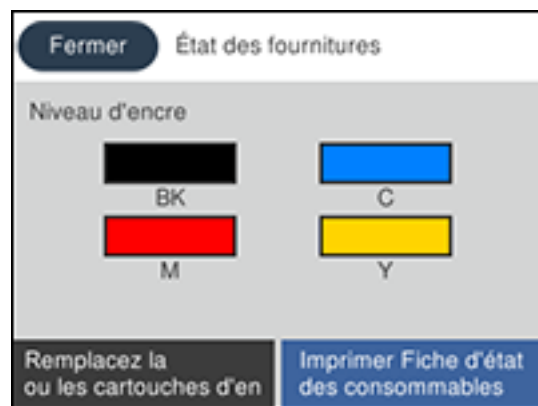 Fermer État des fournitures
Niveau d'encre
BK C
M Y
Remplacez la
ou les cartouches d'en
Imprimer Fiche d'état
des consommables